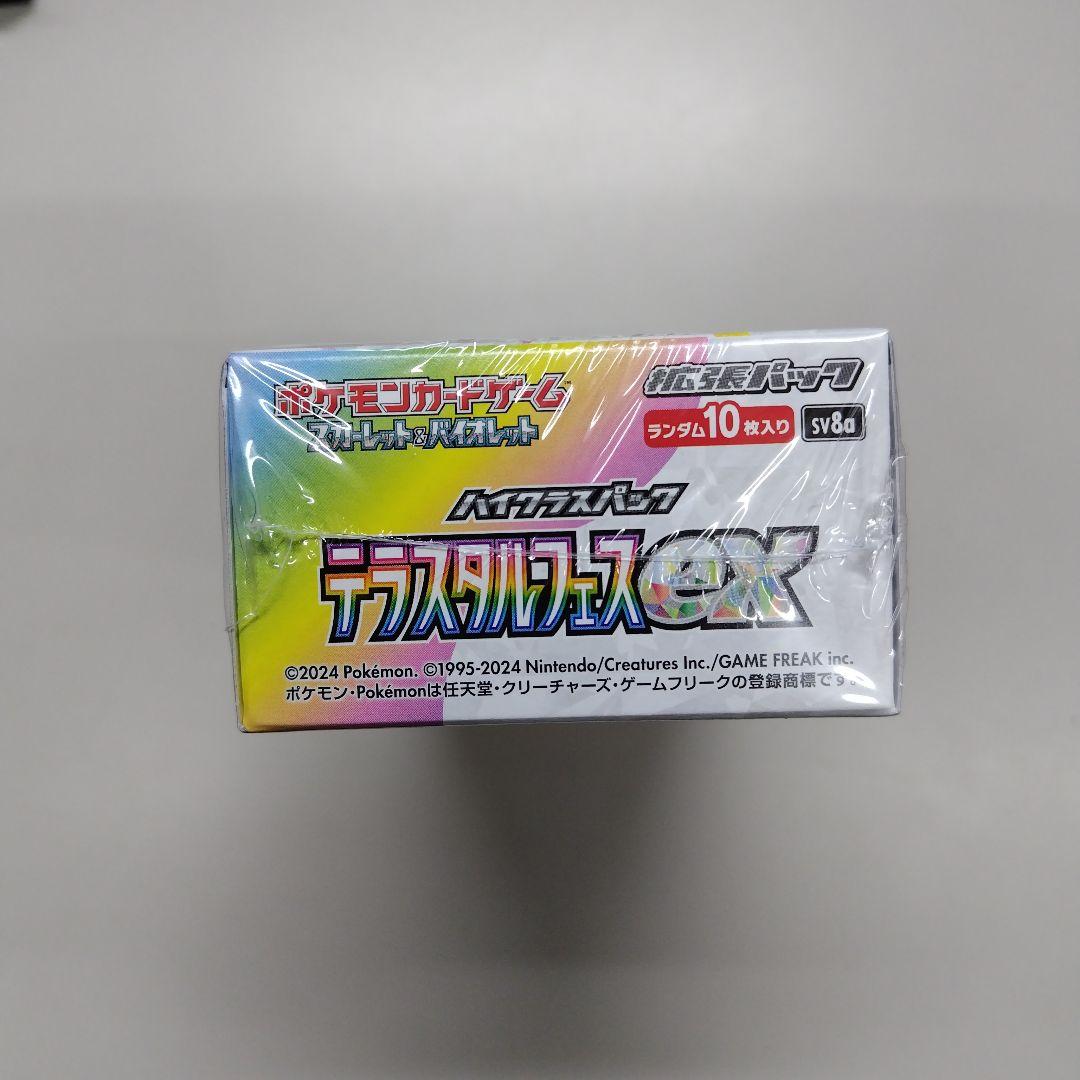 ポケモンカードゲーム™
スカーレット&バイオレット
拡張パック
ランダム10枚入り SV8a
ハイクラスパック
テラスタルフェスex
©2024 Pokémon. ©1995-2024 Nintendo/Creatures Inc./GAME FREAK inc.
ポケモン・Pokémonは任天堂・クリーチャーズ・ゲームフリークの登録商標です。